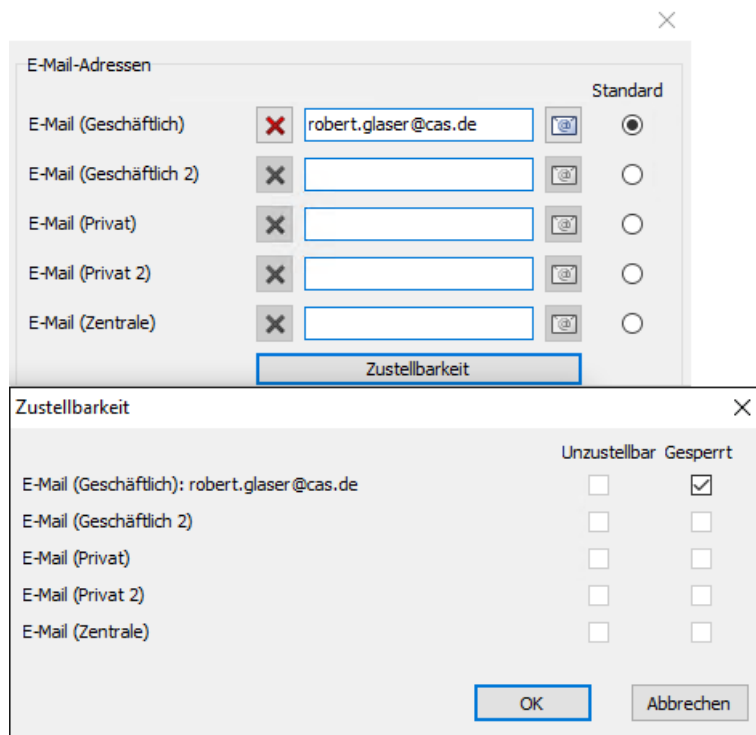 E-Mail-Adressen
Standard
E-Mail (Geschäftlich) robert.glaser@cas.de
E-Mail (Geschäftlich 2)
E-Mail (Privat)
E-Mail (Privat 2)
E-Mail (Zentrale)
Zustellbarkeit
Zustellbarkeit
Unzustellbar Gesperrt
E-Mail (Geschäftlich): robert.glaser@cas.de
E-Mail (Geschäftlich 2)
E-Mail (Privat)
E-Mail (Privat 2)
E-Mail (Zentrale)
OK Abbrechen